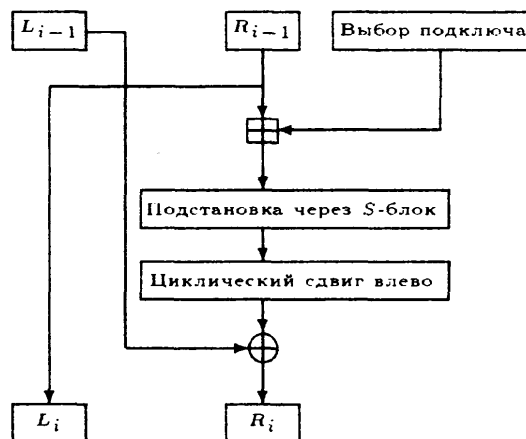 L_{i-1}
R_{i-1}
Выбор подключа
Подстановка через S-блок
Циклический сдвиг влево
L_i
R_i